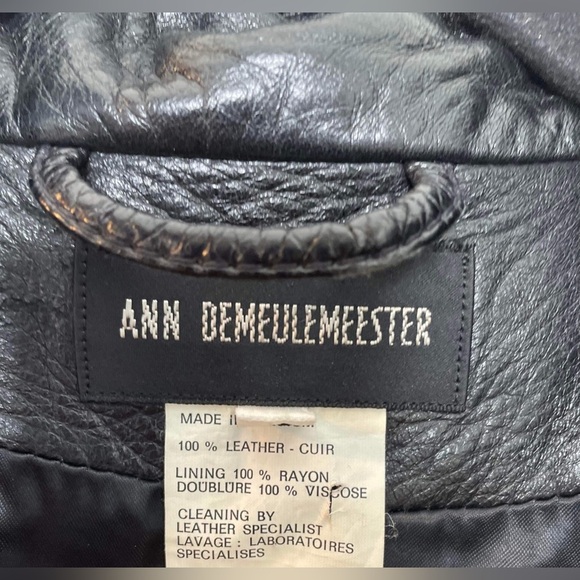 ANN DEMEULEMEESTER
MADE I
100 % LEATHER - CUIR
LINING 100 % RAYON
DOUBLURE 100 % VISCOSE
CLEANING BY
LEATHER SPECIALIST
LAVAGE : LABORATOIRES
SPECIALISES